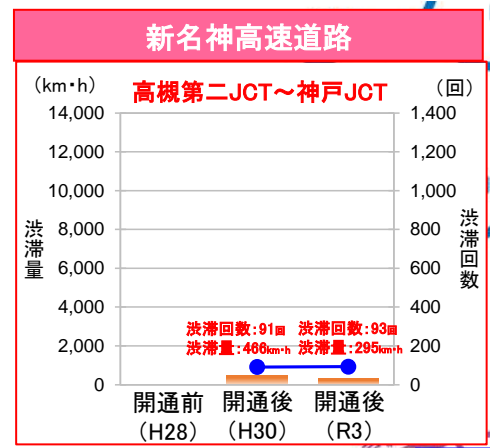 新名神高速道路
（km・h）
高槻第二JCT～神戸JCT
（回）
14,000
1,400
12,000
1,200
10,000
1,000
8,000
800
6,000
600
4,000
400
2,000
200
0
0
渋滞量
渋滞回数
渋滞回数：91回
渋滞量：466km・h
渋滞回数：93回
渋滞量：295km・h
開通前
（H28）
開通後
（H30）
開通後
（R3）